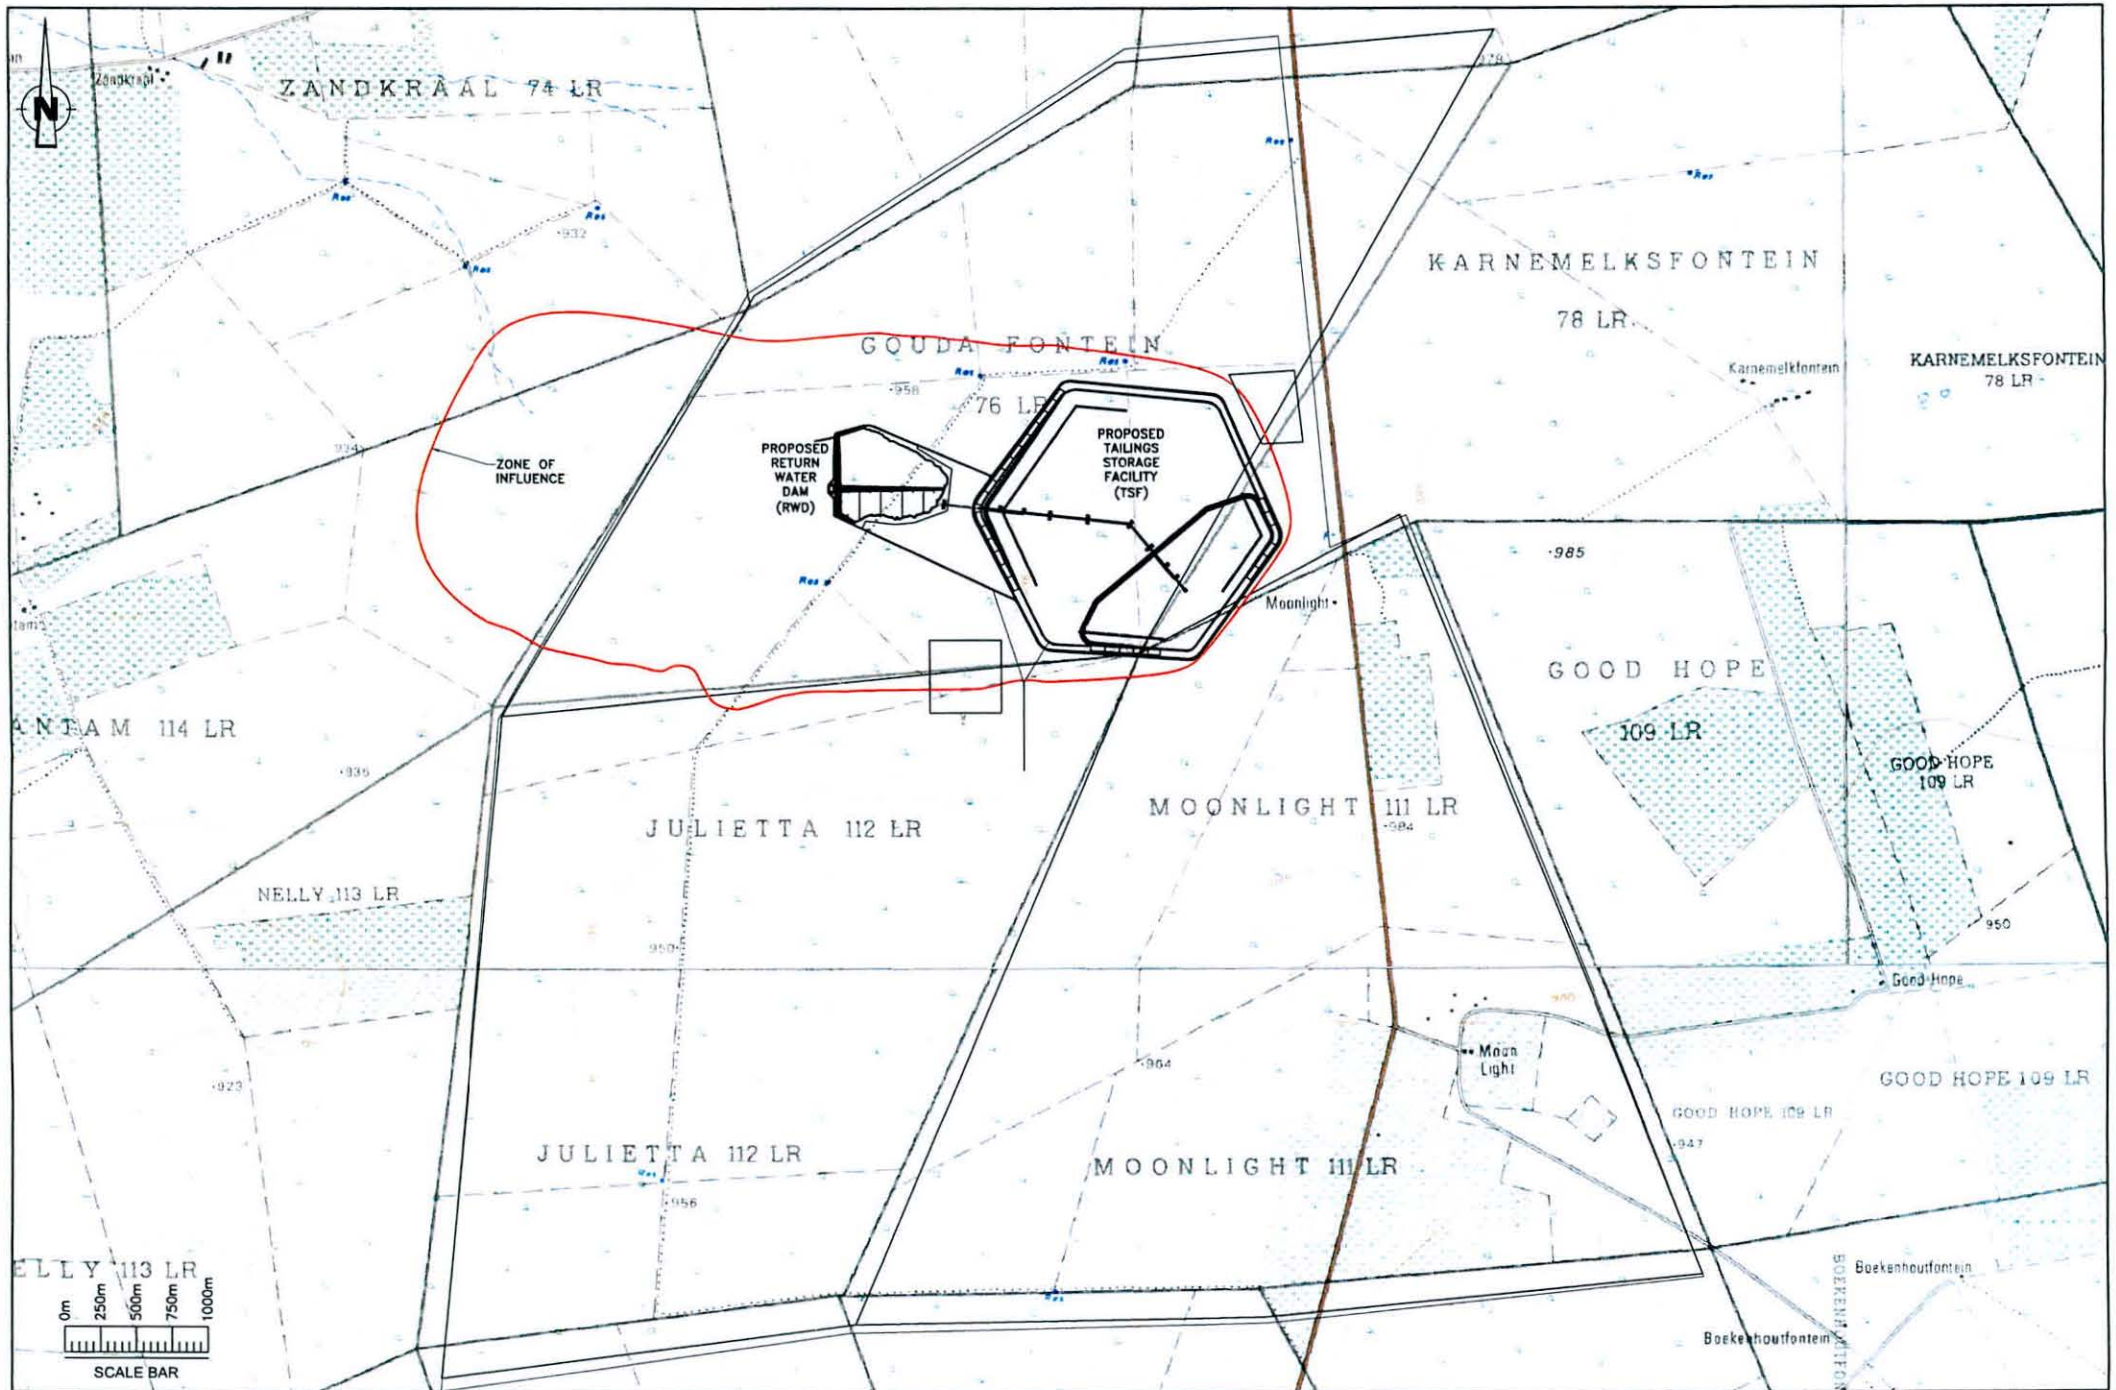 N
Zandkraal
ZANDKRAAL 74 LR
Res
Res
·932
Res
Res
Res
KARNEMELKSFONTEIN
78 LR
Karnemelkfontein
KARNEMELKSFONTEIN
78 LR
GOUDA FONTEIN
Res
Res
·958
76 LR
934
ZONE OF
INFLUENCE
PROPOSED
RETURN
WATER
DAM
(RWD)
PROPOSED
TAILINGS
STORAGE
FACILITY
(TSF)
Res
Moonlight
·985
GOOD HOPE
109 LR
GOOD HOPE
109 LR
ANTAM 114 LR
·936
JULIETTA 112 LR
MOONLIGHT 111 LR
·984
NELLY 113 LR
950
950
Good Hope
900
Moon
Light
·964
·923
GOOD HOPE 109 LR
GOOD HOPE 109 LR
·947
JULIETTA 112 LR
MOONLIGHT 111 LR
Res
·956
ELLY 113 LR
Res
Boekenhoutfontein
Boekenhoutfontein
0m
250m
500m
750m
1000m
SCALE BAR